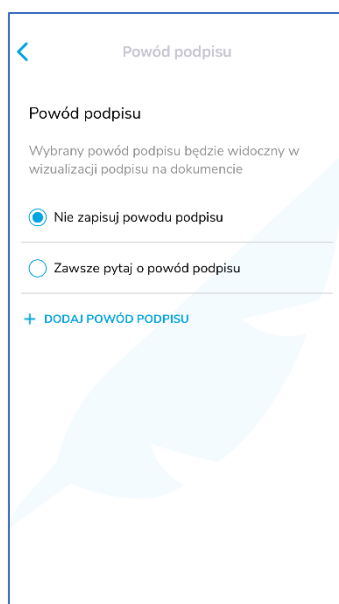 Powód podpisu
Powód podpisu
Wybrany powód podpisu będzie widoczny w
wizualizacji podpisu na dokumencie
Nie zapisuj powodu podpisu
Zawsze pytaj o powód podpisu
+ DODAJ POWÓD PODPISU